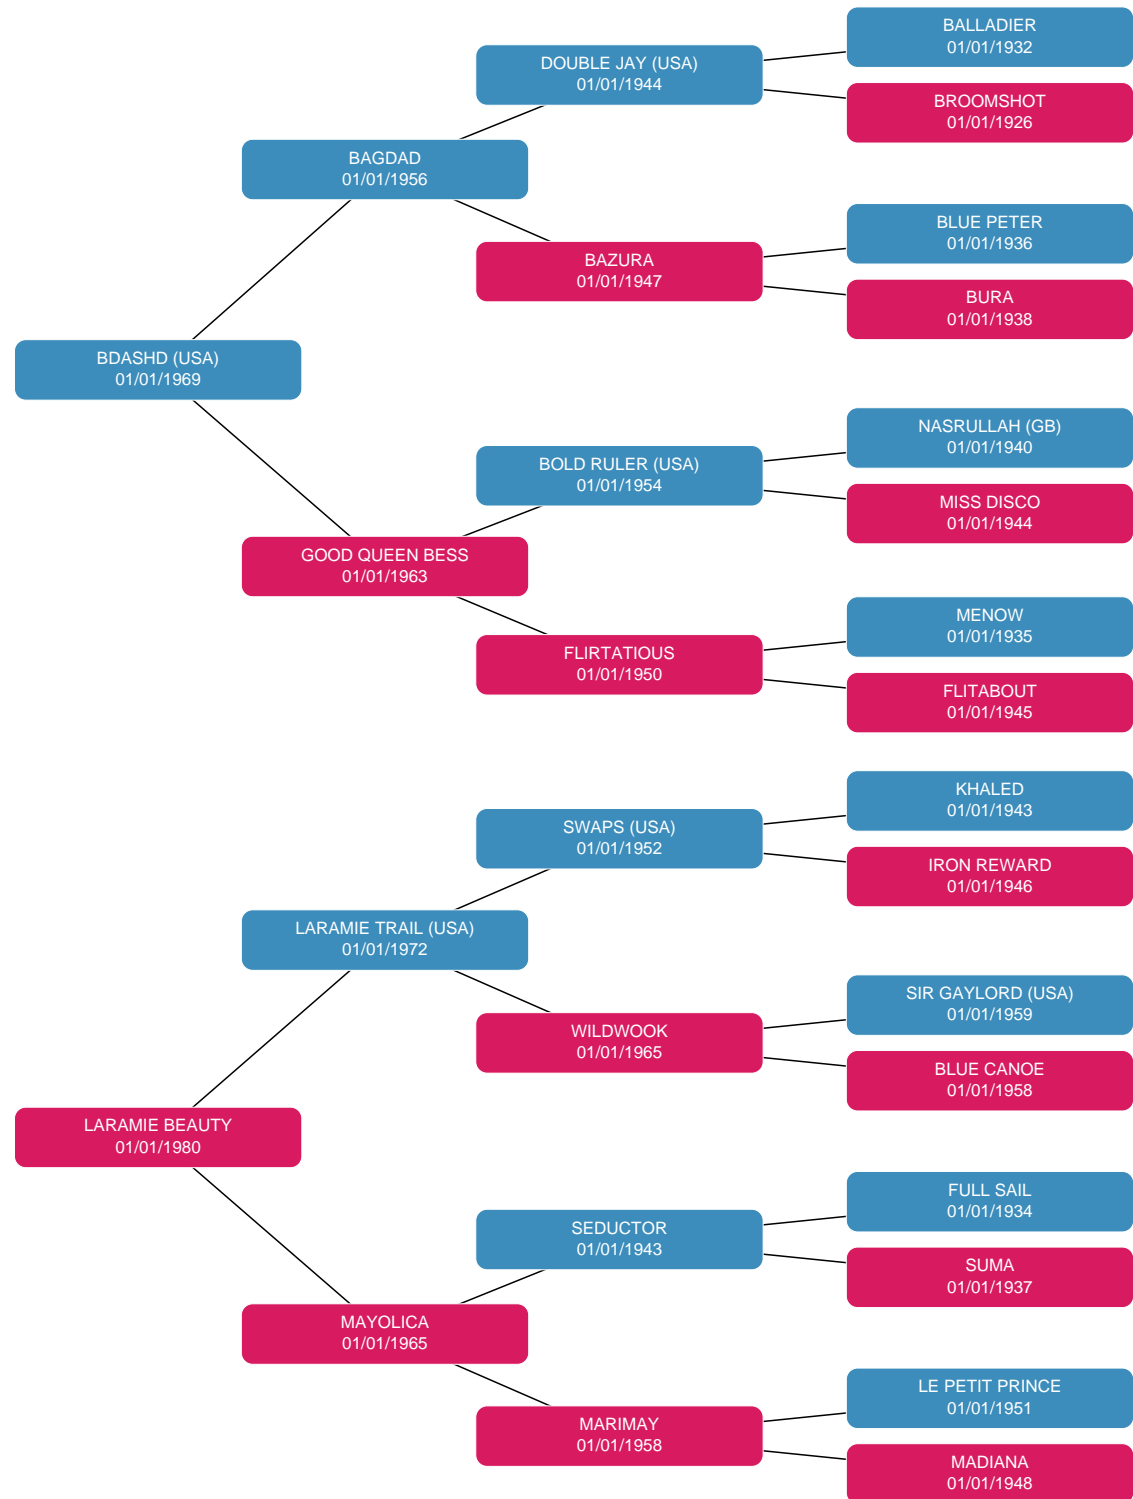 BALLADIER
01/01/1932
DOUBLE JAY (USA)
01/01/1944
BROOMSHOT
01/01/1926
BAGDAD
01/01/1956
BLUE PETER
01/01/1936
BAZURA
01/01/1947
BURA
01/01/1938
BDASHD (USA)
01/01/1969
NASRULLAH (GB)
01/01/1940
BOLD RULER (USA)
01/01/1954
MISS DISCO
01/01/1944
GOOD QUEEN BESS
01/01/1963
MENOW
01/01/1935
FLIRTATIOUS
01/01/1950
FLITABOUT
01/01/1945
KHALED
01/01/1943
SWAPS (USA)
01/01/1952
IRON REWARD
01/01/1946
LARAMIE TRAIL (USA)
01/01/1972
SIR GAYLORD (USA)
01/01/1959
WILDWOOK
01/01/1965
BLUE CANOE
01/01/1958
LARAMIE BEAUTY
01/01/1980
FULL SAIL
01/01/1934
SEDUCTOR
01/01/1943
SUMA
01/01/1937
MAYOLICA
01/01/1965
LE PETIT PRINCE
01/01/1951
MARIMAY
01/01/1958
MADIANA
01/01/1948